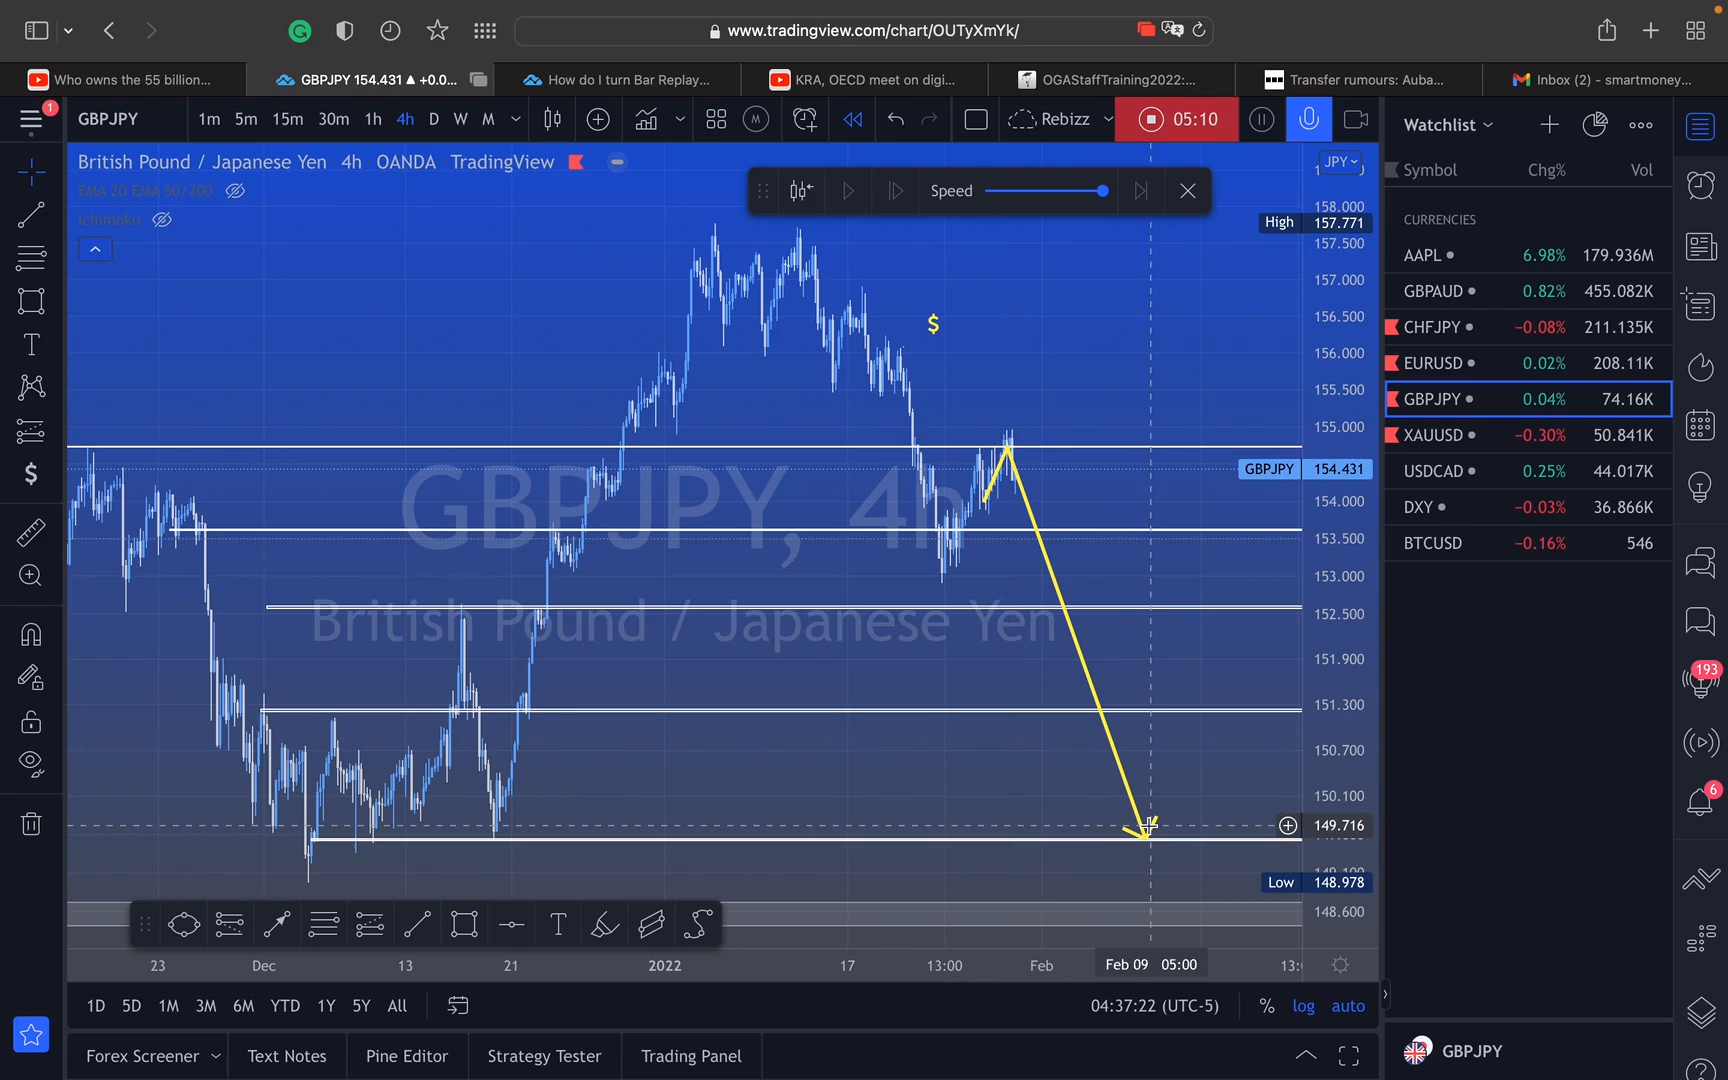 www.tradingview.com/chart/OUTyXmYk/
Who owns the 55 billion...
GBPJPY 154.431 ▲ +0.0...
How do I turn Bar Replay...
KRA, OECD meet on digi...
OGAStaffTraining2022:...
Transfer rumours: Auba...
Inbox (2) - smartmoney...
1
GBPJPY
1m 5m 15m 30m 1h 4h D W M
M
Rebizz
05:10
Watchlist
British Pound / Japanese Yen 4h OANDA TradingView
JPY
EMA 20 EMA 50/200
Ichimoku
Speed
Symbol Chg% Vol
CURRENCIES
AAPL 6.98% 179.936M
GBPAUD 0.82% 455.082K
CHFJPY −0.08% 211.135K
EURUSD 0.02% 208.11K
GBPJPY 0.04% 74.16K
XAUUSD −0.30% 50.841K
USDCAD 0.25% 44.017K
DXY −0.03% 36.866K
BTCUSD −0.16% 546
158.000
High 157.771
157.500
157.000
156.500
156.000
155.500
155.000
GBPJPY 154.431
154.000
153.500
153.000
152.500
151.900
151.300
150.700
150.100
149.716
Low 148.978
148.600
$
GBPJPY, 4h
British Pound / Japanese Yen
193
6
23 Dec 13 21 2022 17 13:00 Feb Feb 09 05:00
1D 5D 1M 3M 6M YTD 1Y 5Y All
04:37:22 (UTC-5) % log auto
Forex Screener Text Notes Pine Editor Strategy Tester Trading Panel
GBPJPY